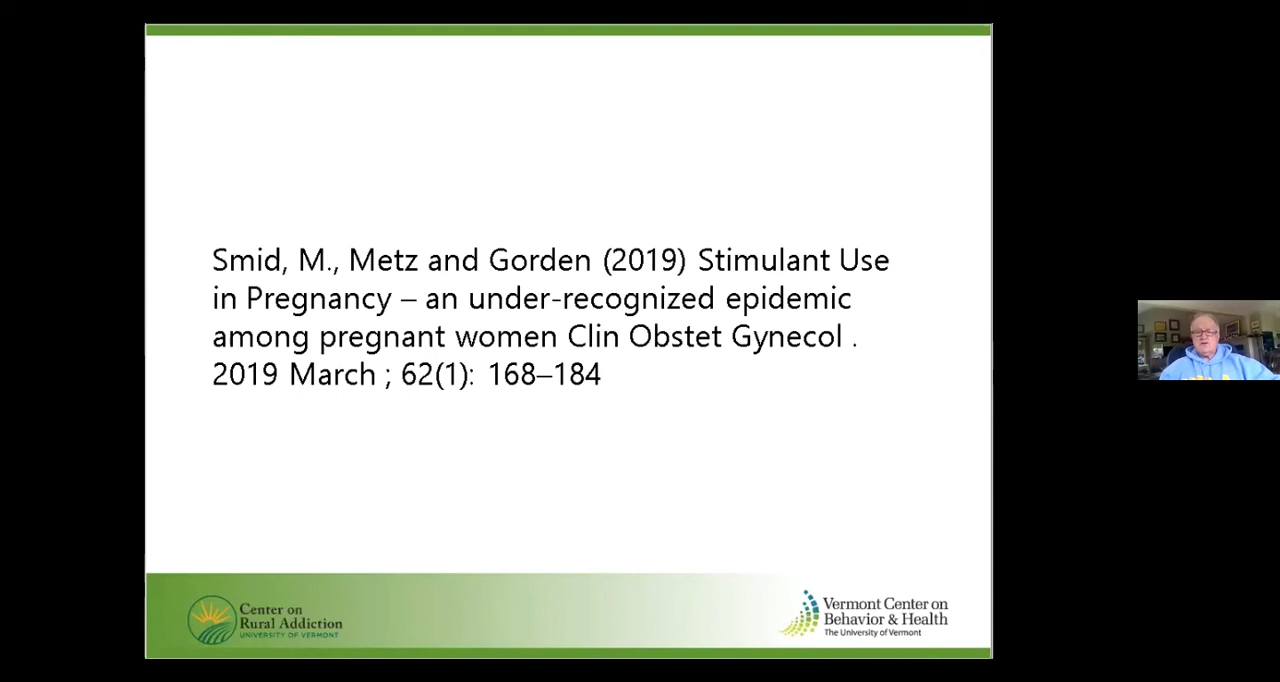 Smid, M., Metz and Gorden (2019) Stimulant Use
in Pregnancy – an under-recognized epidemic
among pregnant women Clin Obstet Gynecol .
2019 March ; 62(1): 168–184
Center on
Rural Addiction
UNIVERSITY OF VERMONT
Vermont Center on
Behavior & Health
The University of Vermont